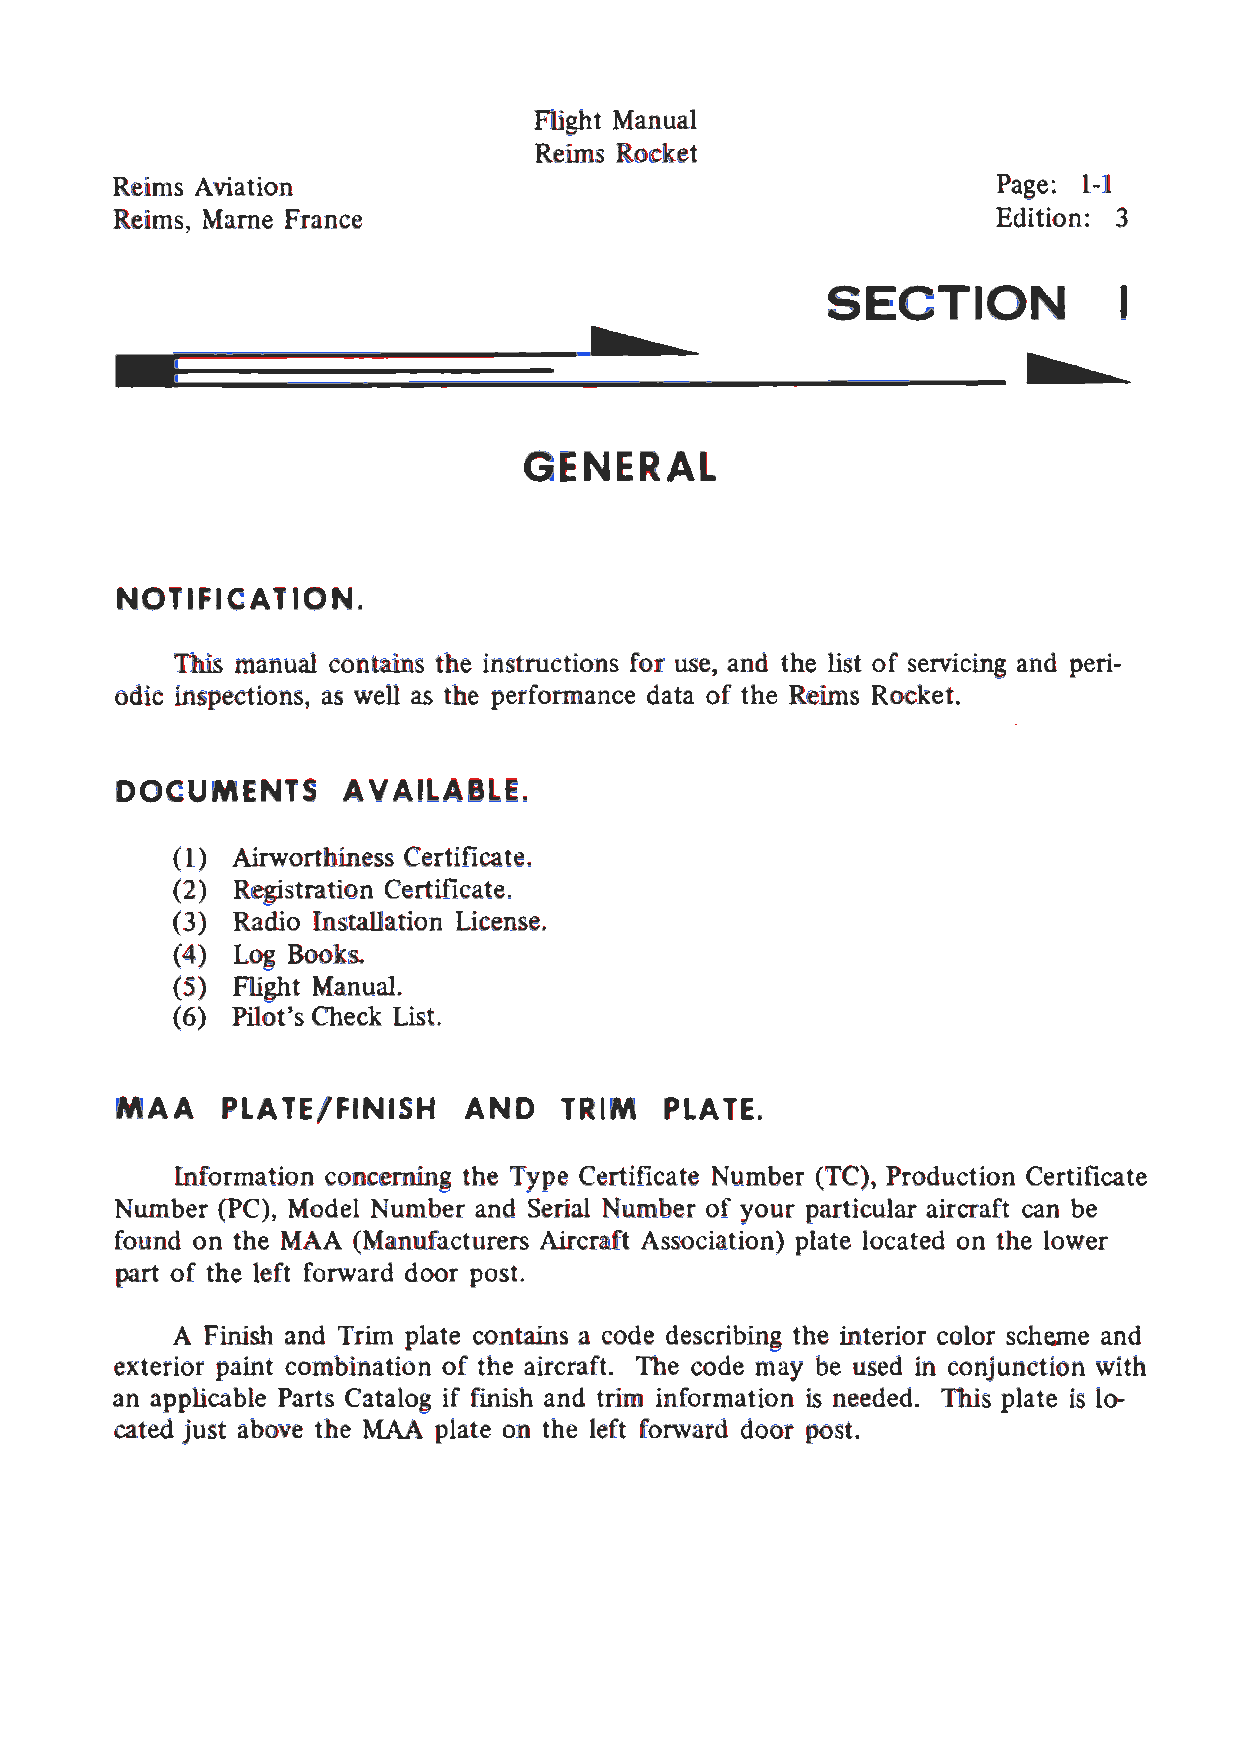 Flight Manual
Reims Rocket
Reims Aviation Page: 1-1
Reims, Marne France Edition: 3
SECTION I
GENERAL
NOTIFICATION.
This manual contains the instructions for use, and the list of servicing and peri-
odic inspections, as well as the performance data of the Reims Rocket.
DOCUMENTS AVAILABLE.
(1) Airworthiness Certificate.
(2) Registration Certificate.
(3) Radio Installation License.
(4) Log Books.
(5) Flight Manual.
(6) Pilot's Check List.
MAA PLATE/FINISH AND TRIM PLATE.
Information concerning the Type Certificate Number (TC), Production Certificate
Number (PC), Model Number and Serial Number of your particular aircraft can be
found on the MAA (Manufacturers Aircraft Association) plate located on the lower
part of the left forward door post.
A Finish and Trim plate contains a code describing the interior color scheme and
exterior paint combination of the aircraft. The code may be used in conjunction with
an applicable Parts Catalog if finish and trim information is needed. This plate is lo-
cated just above the MAA plate on the left forward door post.